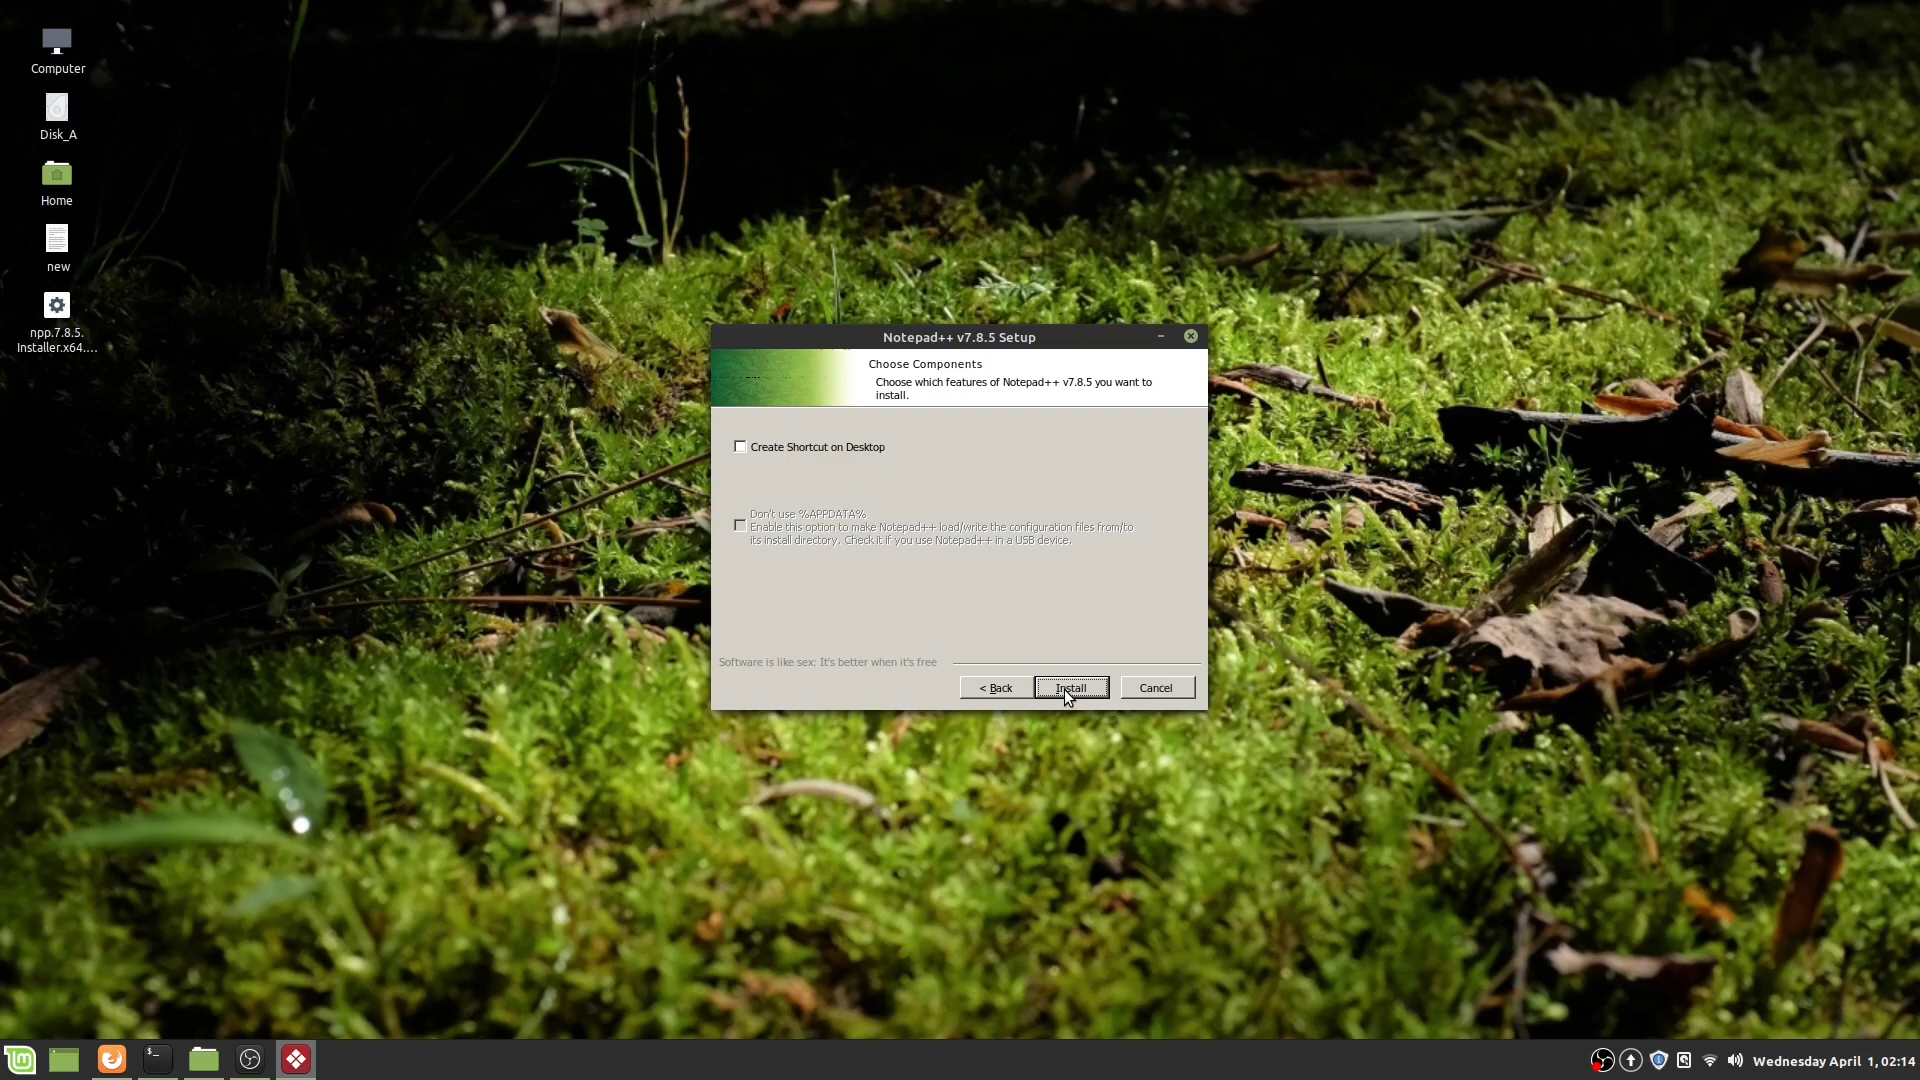 Computer
Disk_A
Home
new
npp.7.8.5.
Installer.x64....
Notepad++ v7.8.5 Setup
Choose Components
Choose which features of Notepad++ v7.8.5 you want to
install.
Create Shortcut on Desktop
Don't use %APPDATA%
Enable this option to make Notepad++ load/write the configuration files from/to
its install directory. Check it if you use Notepad++ in a USB device.
Software is like sex: It's better when it's free
< Back
Install
Cancel
$_
Wednesday April 1, 02:14